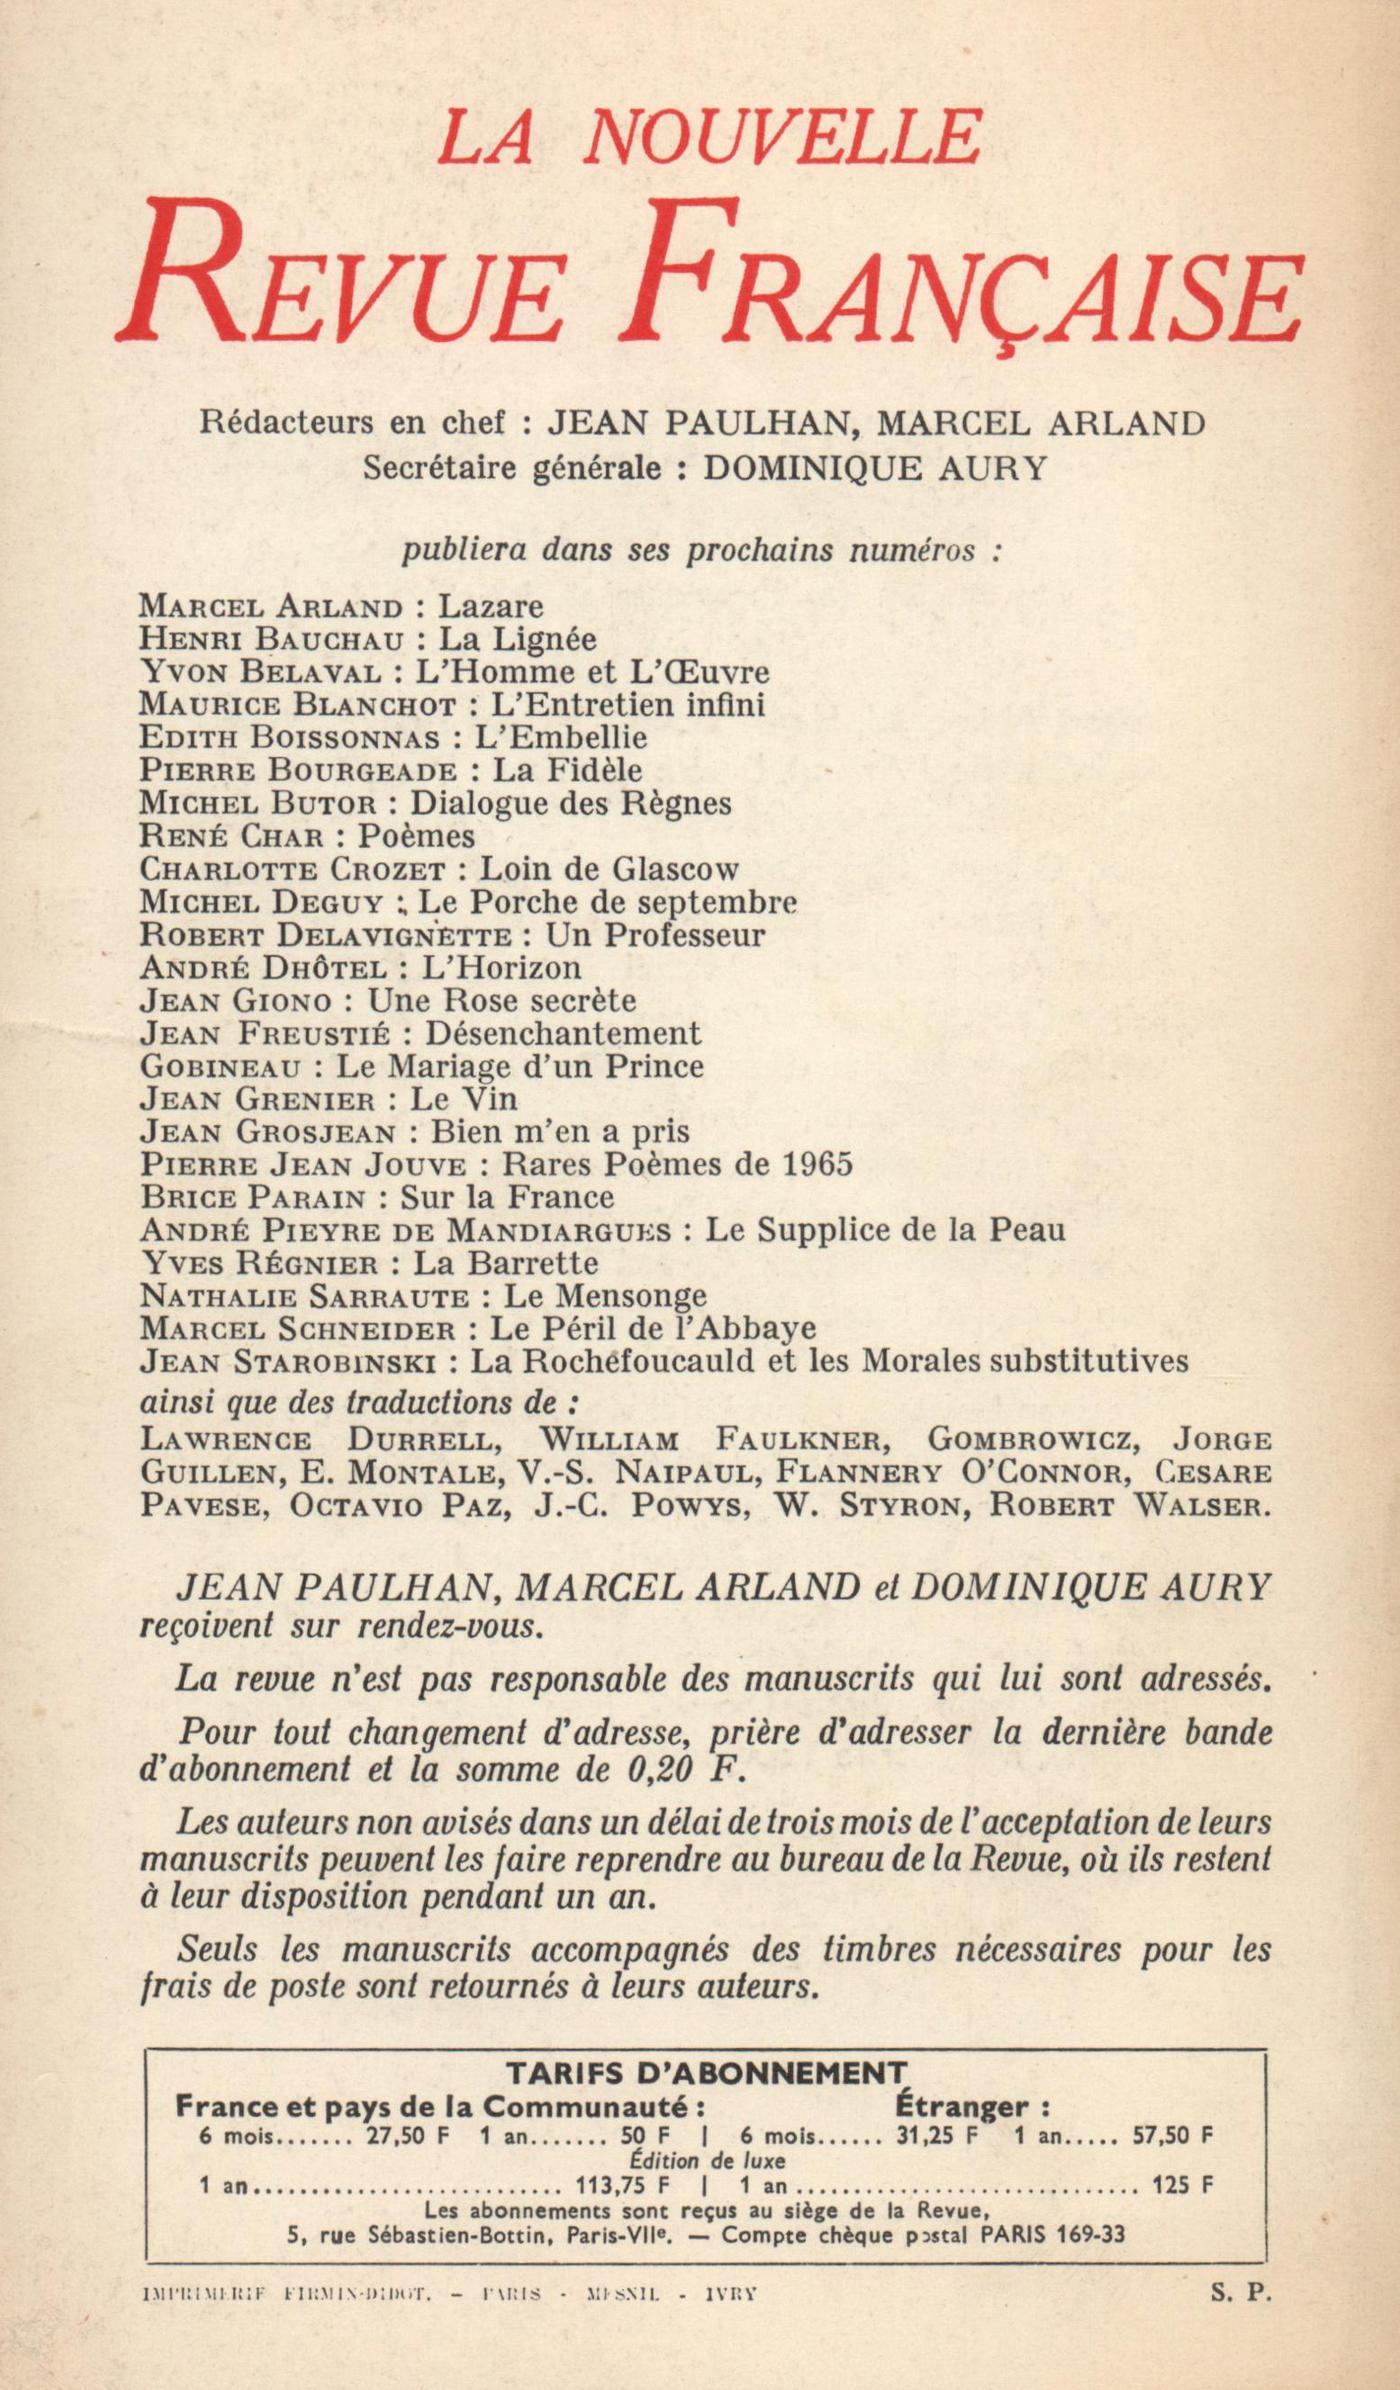 LA NOUVELLE
REVUE FRANÇAISE
Rédacteurs en chef : JEAN PAULHAN, MARCEL ARLAND
Secrétaire générale : DOMINIQUE AURY
publiera dans ses prochains numéros :
MARCEL ARLAND : Lazare
HENRI BAUCHAU : La Lignée
YVON BELAVAL : L'Homme et L'Œuvre
MAURICE BLANCHOT : L'Entretien infini
EDITH BOISSONNAS : L'Embellie
PIERRE BOURGEADE : La Fidèle
MICHEL BUTOR : Dialogue des Règnes
RENÉ CHAR : Poèmes
CHARLOTTE CROZET : Loin de Glascow
MICHEL DEGUY : Le Porche de septembre
ROBERT DELAVIGNETTE : Un Professeur
ANDRÉ DHÔTEL : L'Horizon
JEAN GIONO : Une Rose secrète
JEAN FREUSTIÉ : Désenchantement
GOBINEAU : Le Mariage d'un Prince
JEAN GRENIER : Le Vin
JEAN GROSJEAN : Bien m'en a pris
PIERRE JEAN JOUVE : Rares Poèmes de 1965
BRICE PARAIN : Sur la France
ANDRÉ PIEYRE DE MANDIARGUES : Le Supplice de la Peau
YVES RÉGNIER : La Barrette
NATHALIE SARRAUTE : Le Mensonge
MARCEL SCHNEIDER : Le Péril de l'Abbaye
JEAN STAROBINSKI : La Rochefoucauld et les Morales substitutives
ainsi que des traductions de :
LAWRENCE DURRELL, WILLIAM FAULKNER, GOMBROWICZ, JORGE
GUILLEN, E. MONTALE, V.-S. NAIPAUL, FLANNERY O'CONNOR, CESARE
PAVESE, OCTAVIO PAZ, J.-C. POWYS, W. STYRON, ROBERT WALSER.
JEAN PAULHAN, MARCEL ARLAND et DOMINIQUE AURY
reçoivent sur rendez-vous.
La revue n'est pas responsable des manuscrits qui lui sont adressés.
Pour tout changement d'adresse, prière d'adresser la dernière bande
d'abonnement et la somme de 0,20 F.
Les auteurs non avisés dans un délai de trois mois de l'acceptation de leurs
manuscrits peuvent les faire reprendre au bureau de la Revue, où ils restent
à leur disposition pendant un an.
Seuls les manuscrits accompagnés des timbres nécessaires pour les
frais de poste sont retournés à leurs auteurs.
TARIFS D'ABONNEMENT
France et pays de la Communauté : Étranger :
6 mois....... 27,50 F 1 an....... 50 F | 6 mois...... 31,25 F 1 an..... 57,50 F
Édition de luxe
1 an........................... 113,75 F | 1 an .............................. 125 F
Les abonnements sont reçus au siège de la Revue,
5, rue Sébastien-Bottin, Paris-VIIe. — Compte chèque postal PARIS 169-33
IMPRIMERIE FIRMIN-DIDOT. – PARIS - MESNIL - IVRY S. P.